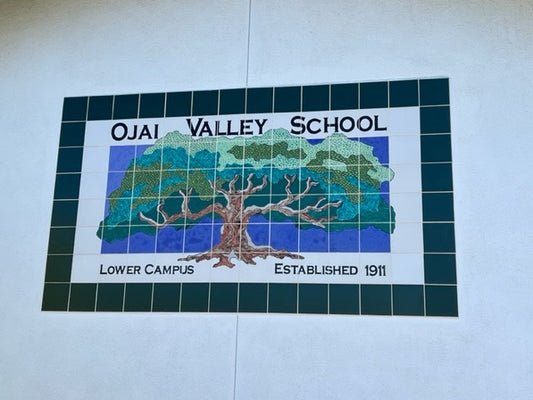 Ojai Valley School
Lower Campus Established 1911